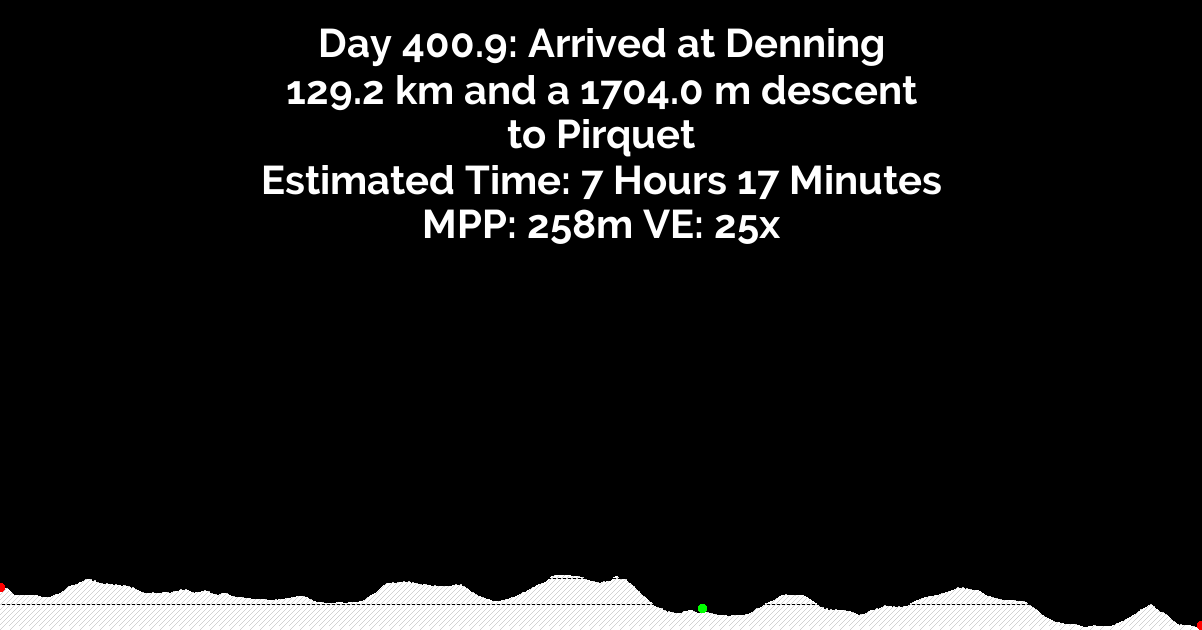 Day 400.9: Arrived at Denning
129.2 km and a 1704.0 m descent
to Pirquet
Estimated Time: 7 Hours 17 Minutes
MPP: 258m VE: 25x